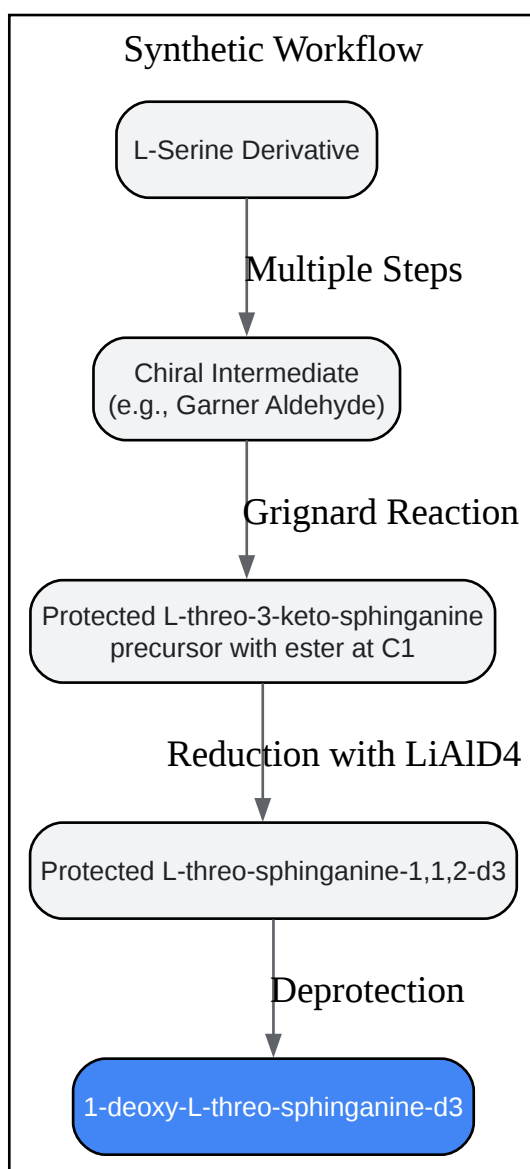 Synthetic Workflow
L-Serine Derivative
Multiple Steps
Chiral Intermediate
(e.g., Garner Aldehyde)
Grignard Reaction
Protected L-threo-3-keto-sphinganine
precursor with ester at C1
Reduction with LiAlD4
Protected L-threo-sphinganine-1,1,2-d3
Deprotection
1-deoxy-L-threo-sphinganine-d3